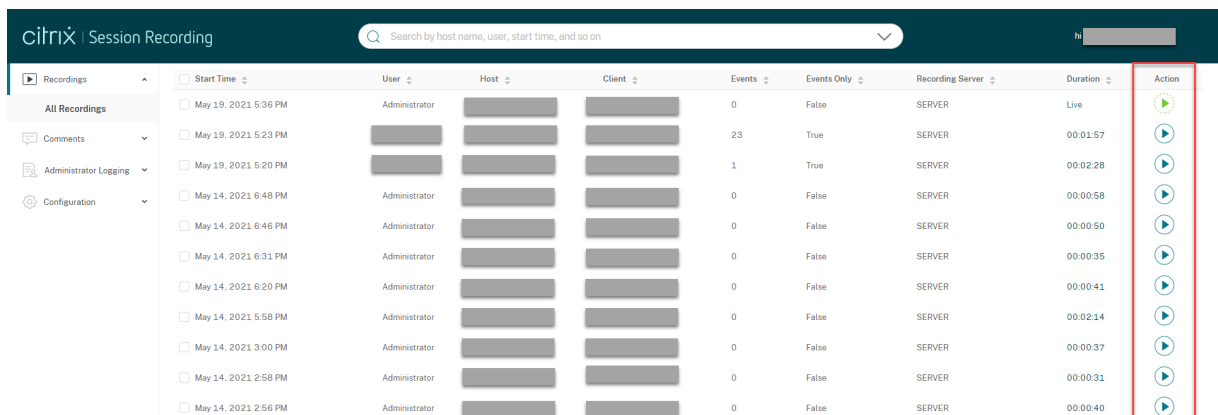 citrix | Session Recording
Search by host name, user, start time, and so on
hi
Recordings
All Recordings
Comments
Administrator Logging
Configuration
Start Time User Host Client Events Events Only Recording Server Duration Action
May 19, 2021 5:36 PM Administrator 0 False SERVER Live
May 19, 2021 5:23 PM 23 True SERVER 00:01:57
May 19, 2021 5:20 PM 1 True SERVER 00:02:28
May 14, 2021 6:48 PM Administrator 0 False SERVER 00:00:58
May 14, 2021 6:46 PM Administrator 0 False SERVER 00:00:50
May 14, 2021 6:31 PM Administrator 0 False SERVER 00:00:35
May 14, 2021 6:20 PM Administrator 0 False SERVER 00:00:41
May 14, 2021 5:58 PM Administrator 0 False SERVER 00:02:14
May 14, 2021 3:00 PM Administrator 0 False SERVER 00:00:37
May 14, 2021 2:58 PM Administrator 0 False SERVER 00:00:31
May 14, 2021 2:56 PM Administrator 0 False SERVER 00:00:40